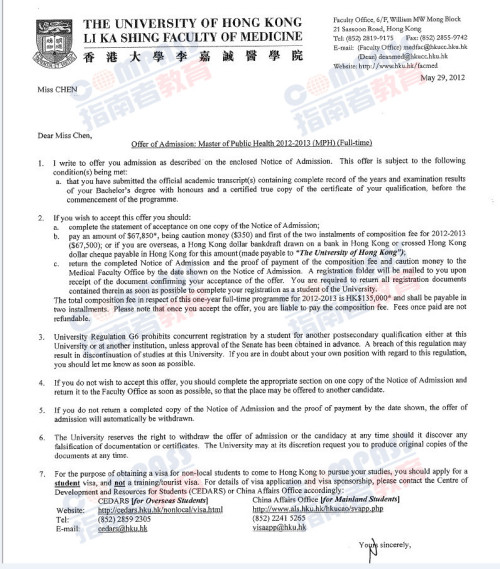 THE UNIVERSITY OF HONG KONG
LI KA SHING FACULTY OF MEDICINE
香港大學李嘉誠醫學院
Faculty Office, 6/F, William MW Mong Block
21 Sassoon Road, Hong Kong
Tel: (852) 2819-9175 Fax: (852) 2855-9742
E-mail: (Faculty Office) medfac@hkucc.hku.hk
(Dean) deanmed@hkucc.hku.hk
Website: http://www.hku.hk/facmed
May 29, 2012
Miss CHEN
Dear Miss Chen,
Offer of Admission: Master of Public Health 2012-2013 (MPH) (Full-time)
1. I write to offer you admission as described on the enclosed Notice of Admission. This offer is subject to the following
condition(s) being met:
a. that you have submitted the official academic transcript(s) containing complete record of the years and examination results
of your Bachelor's degree with honours and a certified true copy of the certificate of your qualification, before the
commencement of the programme.
2. If you wish to accept this offer you should:
a. complete the statement of acceptance on one copy of the Notice of Admission;
b. pay an amount of $67,850*, being caution money ($350) and first of the two instalments of composition fee for 2012-2013
($67,500); or if you are overseas, a Hong Kong dollar bankdraft drawn on a bank in Hong Kong or crossed Hong Kong
dollar cheque payable in Hong Kong for this amount (made payable to "The University of Hong Kong");
c. return the completed Notice of Admission and the proof of payment of the composition fee and caution money to the
Medical Faculty Office by the date shown on the Notice of Admission. A registration folder will be mailed to you upon
receipt of the document confirming your acceptance of the offer. You are required to return all registration documents
contained therein as soon as possible to complete your registration as a student of the University.
The total composition fee in respect of this one-year full-time programme for 2012-2013 is HK$135,000* and shall be payable in
two installments. Please note that once you accept the offer, you are liable to pay the composition fee. Fees once paid are not
refundable.
3. University Regulation G6 prohibits concurrent registration by a student for another postsecondary qualification either at this
University or at another institution, unless approval of the Senate has been obtained in advance. A breach of this regulation may
result in discontinuation of studies at this University. If you are in doubt about your own position with regard to this regulation,
you should let me know as soon as possible.
4. If you do not wish to accept this offer, you should complete the appropriate section on one copy of the Notice of Admission and
return it to the Faculty Office as soon as possible, so that the place may be offered to another candidate.
5. If you do not return a completed copy of the Notice of Admission and the proof of payment by the date shown, the offer of
admission will automatically be withdrawn.
6. The University reserves the right to withdraw the offer of admission or the candidacy at any time should it discover any
falsification of documentation or certificates. The University may at its discretion request you to produce original copies of the
documents at any time.
7. For the purpose of obtaining a visa for non-local students to come to Hong Kong to pursue your studies, you should apply for a
student visa, and not a training/tourist visa. For details of visa application and visa sponsorship, please contact the Centre of
Development and Resources for Students (CEDARS) or China Affairs Office accordingly:
CEDARS [for Overseas Students] China Affairs Office [for Mainland Students]
Website: http://cedars.hku.hk/nonlocal/visa.html http://www.als.hku.hk/hkucao/svapp.php
Tel: (852) 2859 2305 (852) 2241 5265
E-mail: cedars@hku.hk visaapp@hku.hk
Yours sincerely,
指南者教育
指南者教育
指南者教育
指南者教育